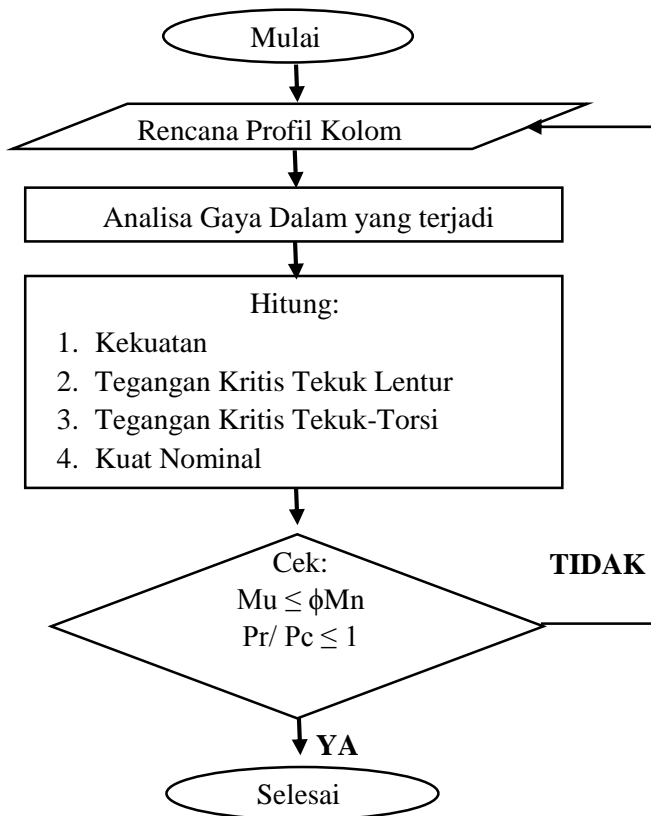 Mulai
Rencana Profil Kolom
Analisa Gaya Dalam yang terjadi
Hitung:
1. Kekuatan
2. Tegangan Kritis Tekuk Lentur
3. Tegangan Kritis Tekuk-Torsi
4. Kuat Nominal
Cek:
Mu ≤ ϕMn
Pr/ Pc ≤ 1
TIDAK
YA
Selesai